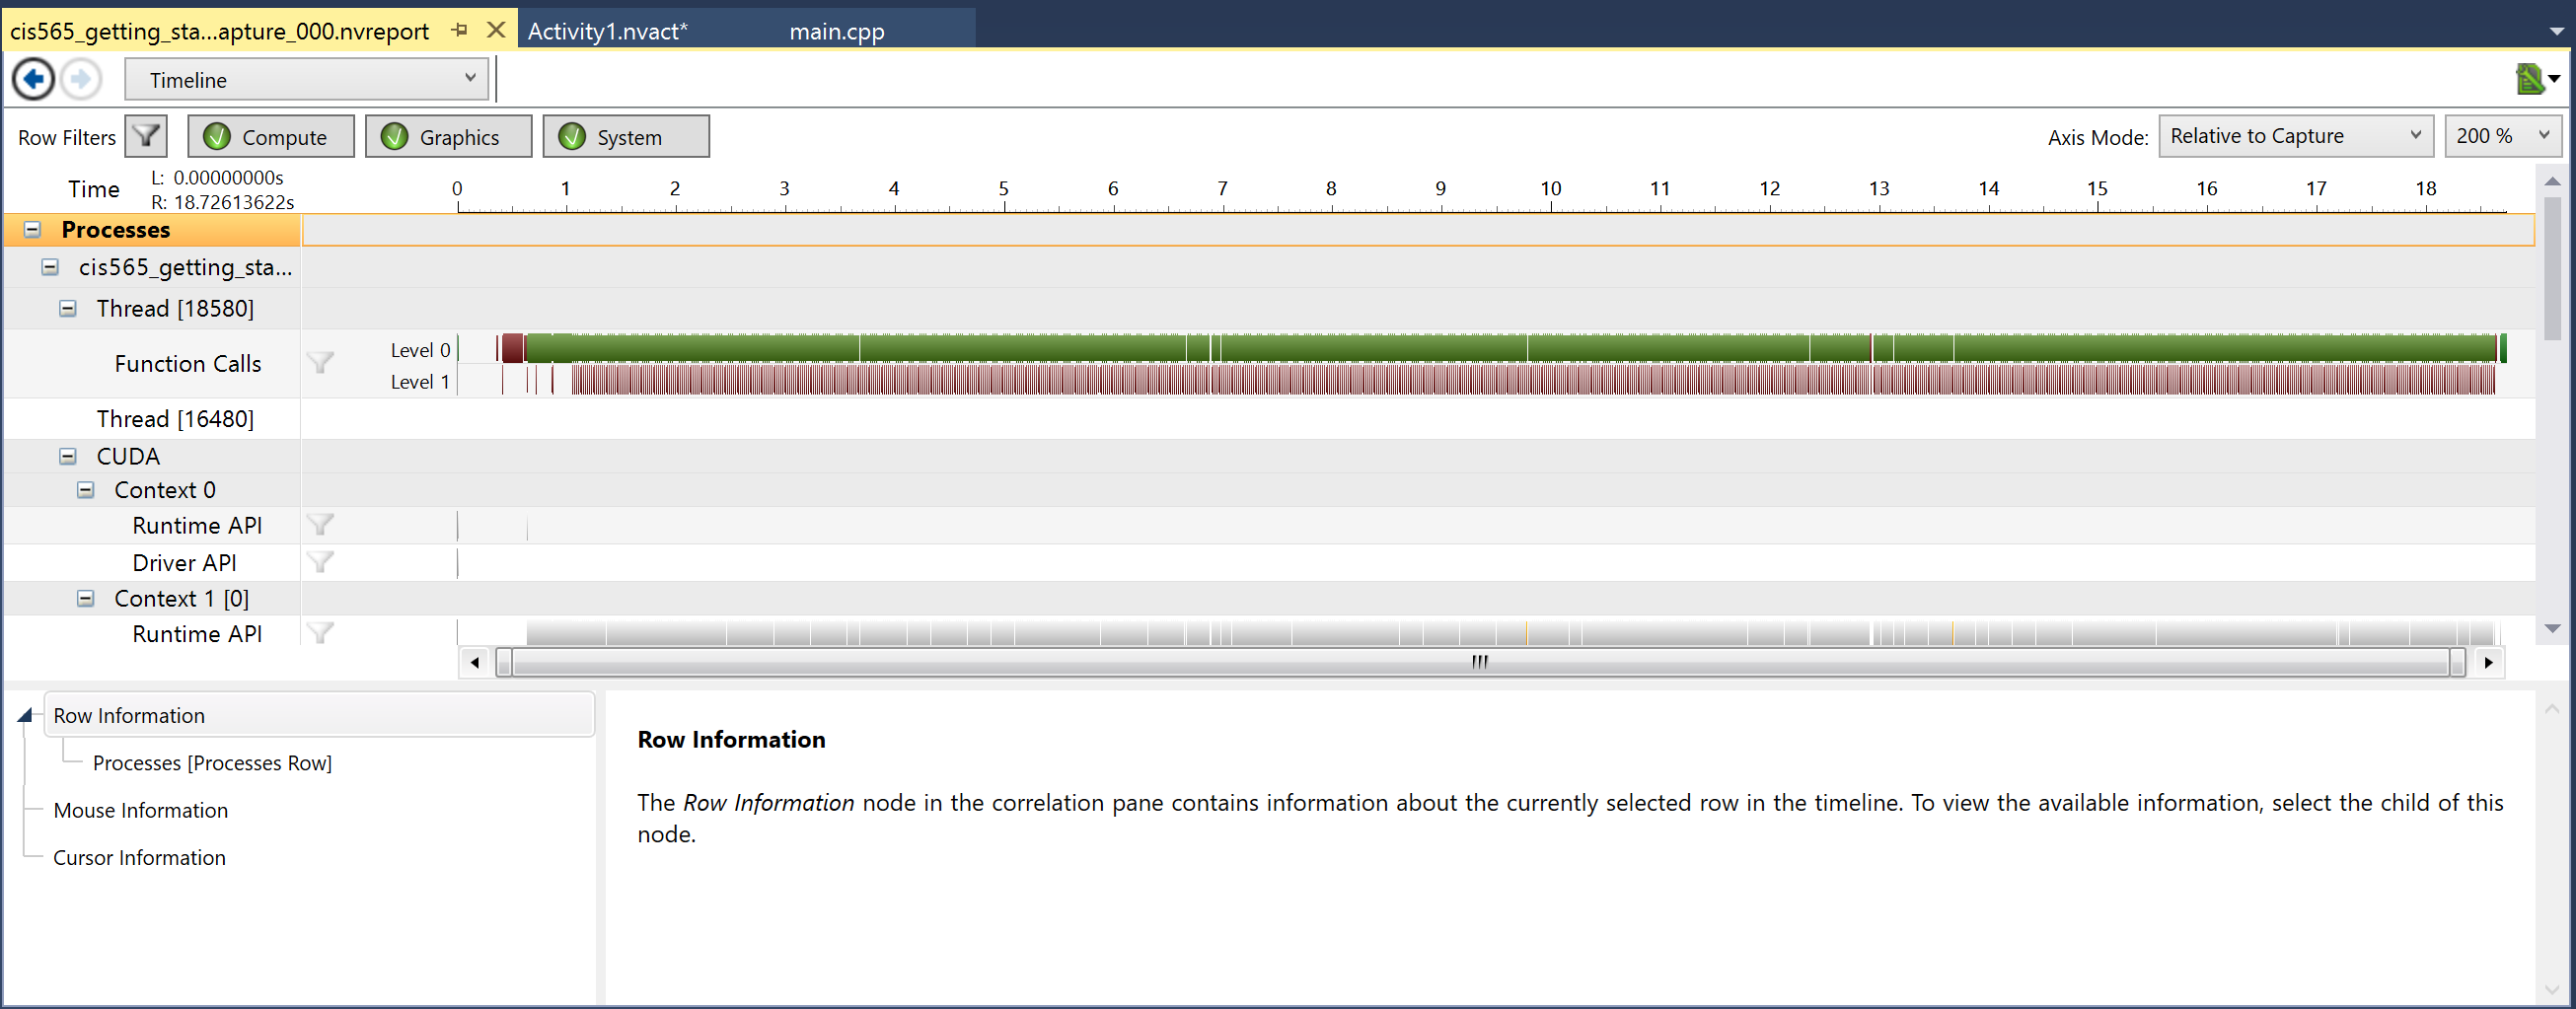 cis565_getting_sta...apture_000.nvreport Activity1.nvact* main.cpp
Timeline
Row Filters Compute Graphics System Axis Mode: Relative to Capture 200 %
Time L: 0.00000000s
R: 18.72613622s
0 1 2 3 4 5 6 7 8 9 10 11 12 13 14 15 16 17 18
Processes
cis565_getting_sta...
Thread [18580]
Function Calls Level 0
Level 1
Thread [16480]
CUDA
Context 0
Runtime API
Driver API
Context 1 [0]
Runtime API
Row Information
Processes [Processes Row]
Mouse Information
Cursor Information
Row Information
The Row Information node in the correlation pane contains information about the currently selected row in the timeline. To view the available information, select the child of this
node.